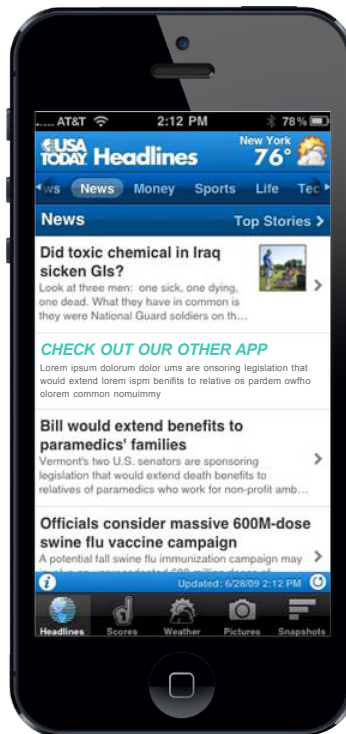 AT&T 2:12 PM 78%
USA TODAY Headlines New York 76°
ws News Money Sports Life Tec
News Top Stories
Did toxic chemical in Iraq
sicken GIs?
Look at three men: one sick, one dying,
one dead. What they have in common is
they were National Guard soldiers on th...
CHECK OUT OUR OTHER APP
Lorem ipsum dolorum dolor ums are onsoring legislation that
would extend lorem ispm benifits to relative os pardem owfho
olorem common nomuimmy
Bill would extend benefits to
paramedics' families
Vermont's two U.S. senators are sponsoring
legislation that would extend death benefits to
relatives of paramedics who work for non-profit amb...
Officials consider massive 600M-dose
swine flu vaccine campaign
A potential fall swine flu immunization campaign may
Updated: 6/28/09 2:12 PM
Headlines Scores Weather Pictures Snapshots